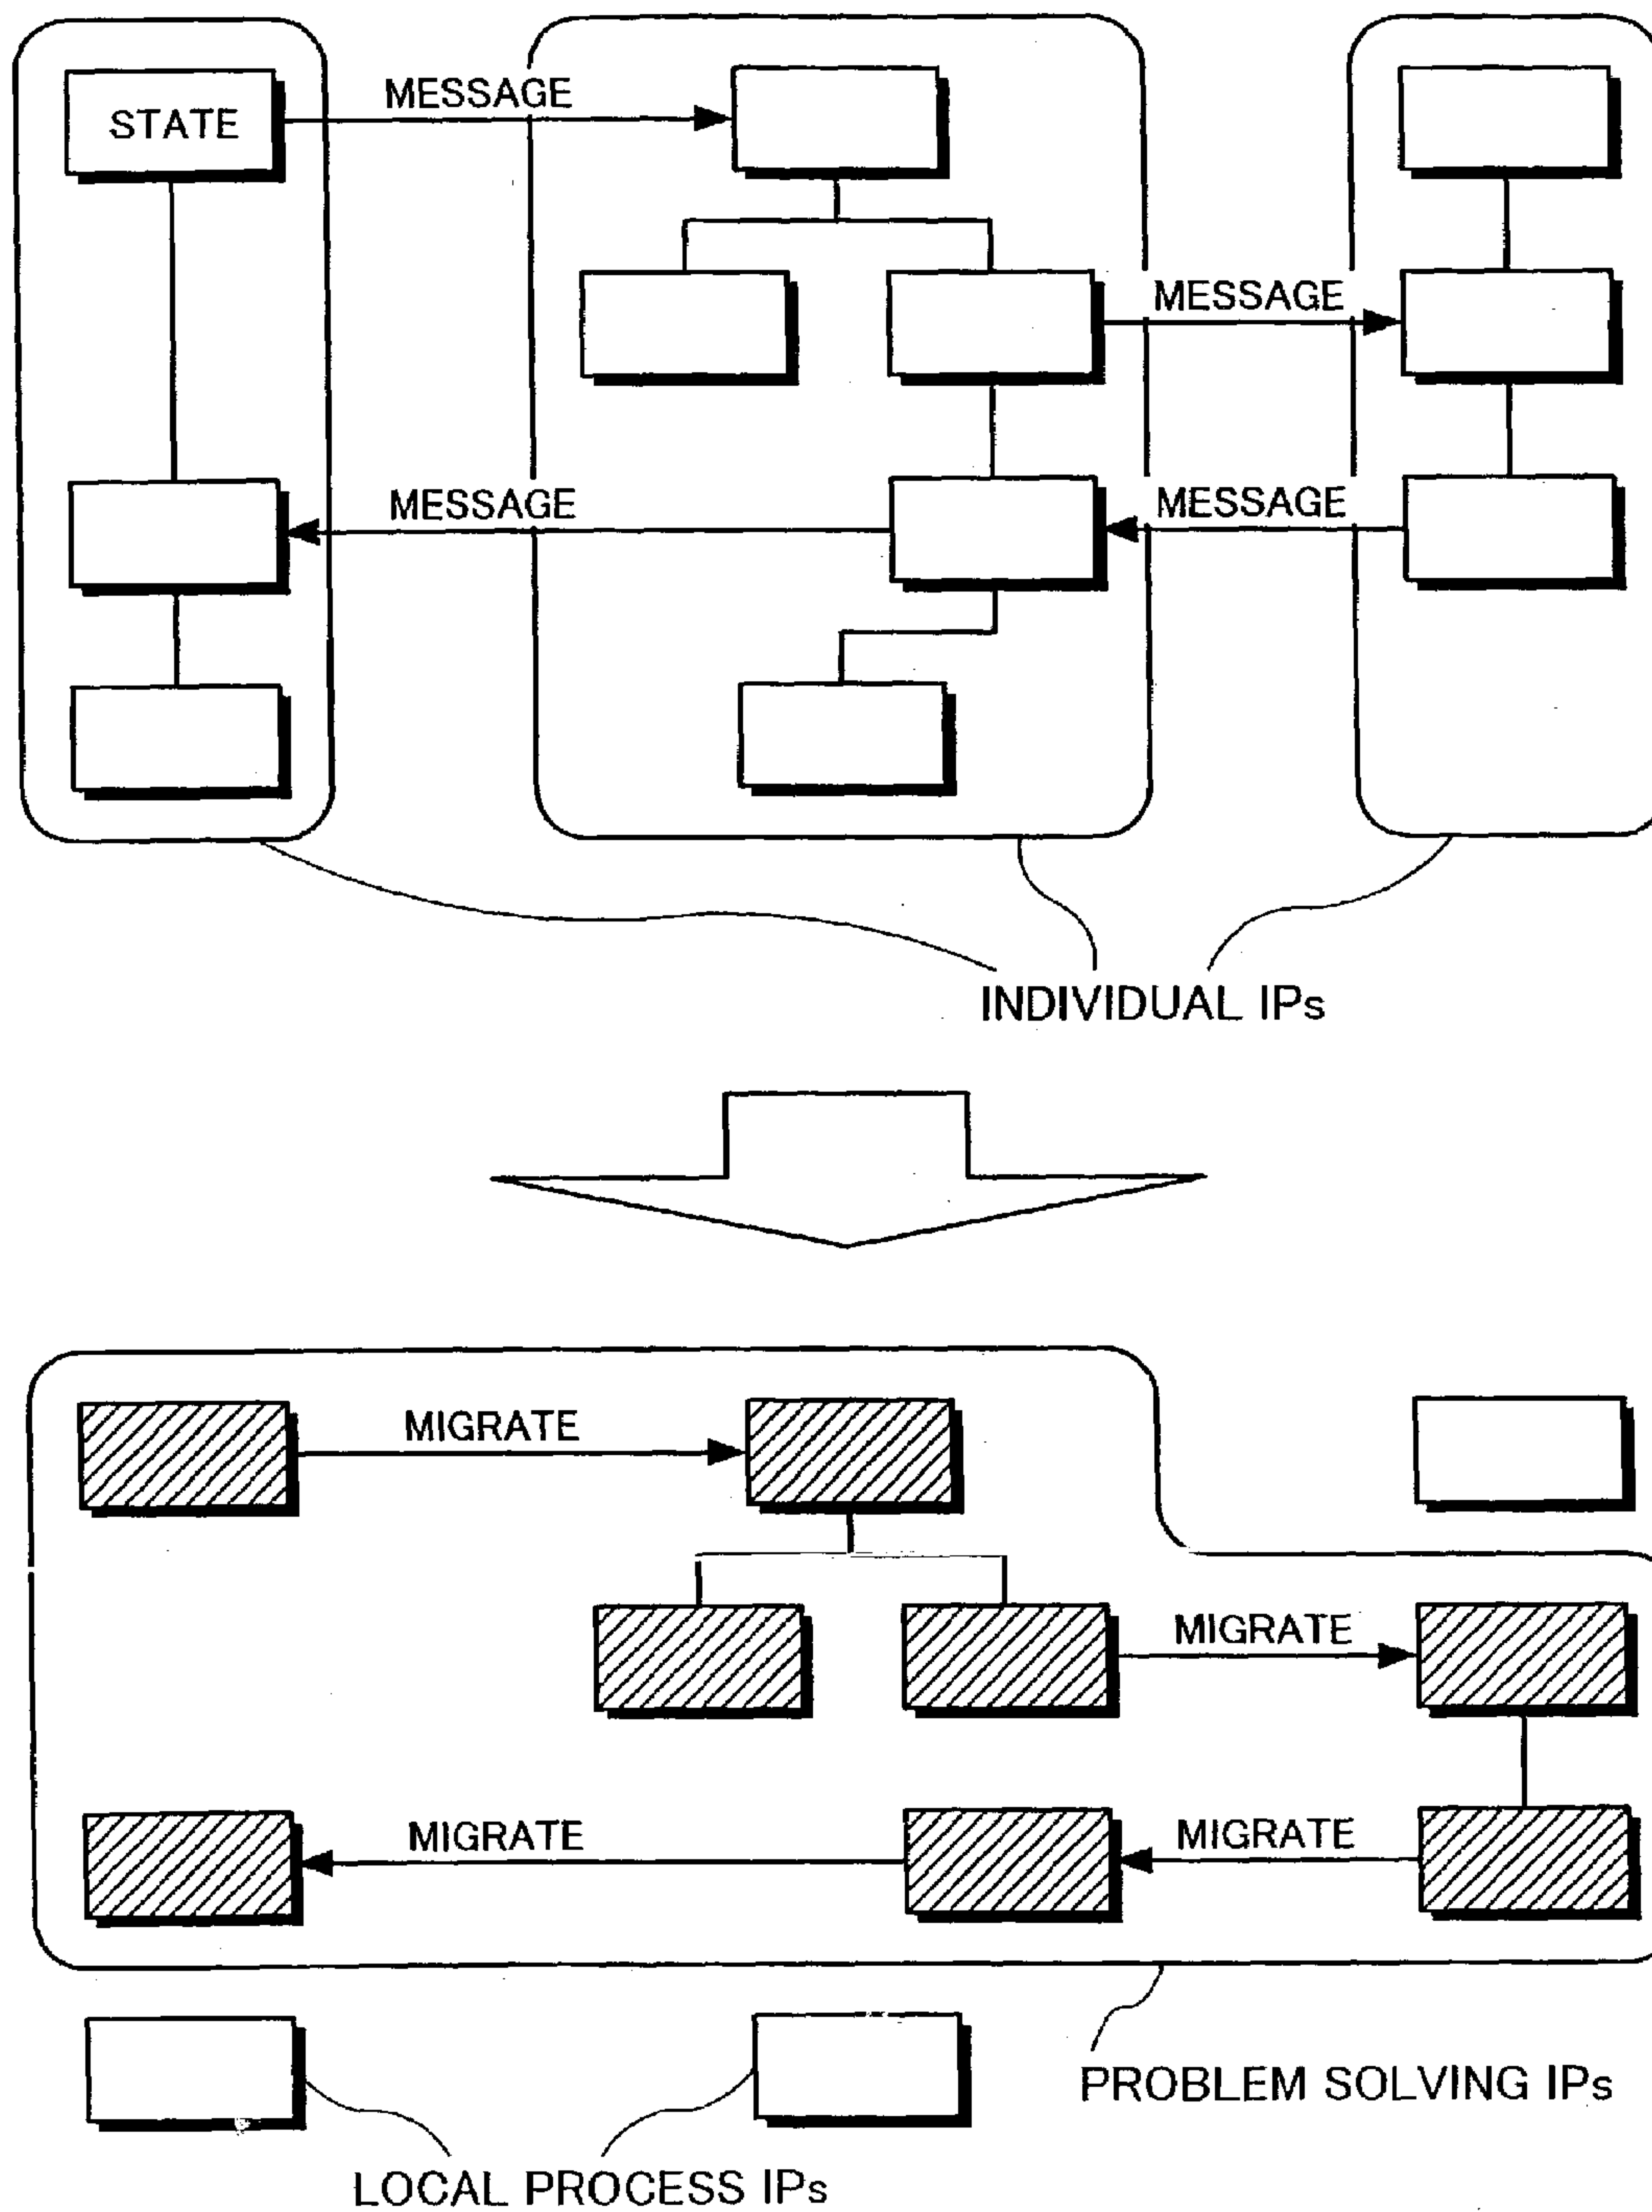 MESSAGE
STATE
MESSAGE
MESSAGE
MESSAGE
INDIVIDUAL IPs
MIGRATE
MIGRATE
MIGRATE
MIGRATE
PROBLEM SOLVING IPs
LOCAL PROCESS IPs